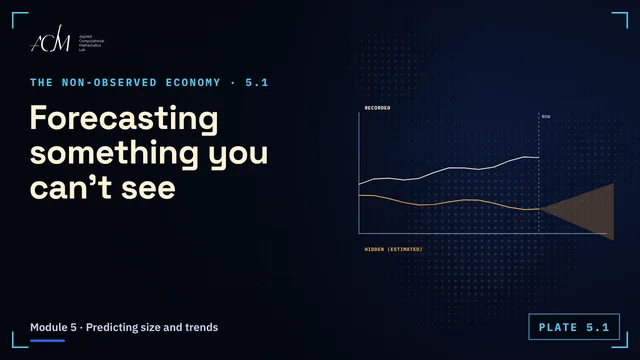 ACM
Applied
Computational
Mathematics
Lab
THE NON-OBSERVED ECONOMY · 5.1
Forecasting
something you
can't see
RECORDED
NOW
HIDDEN (ESTIMATED)
Module 5 · Predicting size and trends
PLATE 5.1